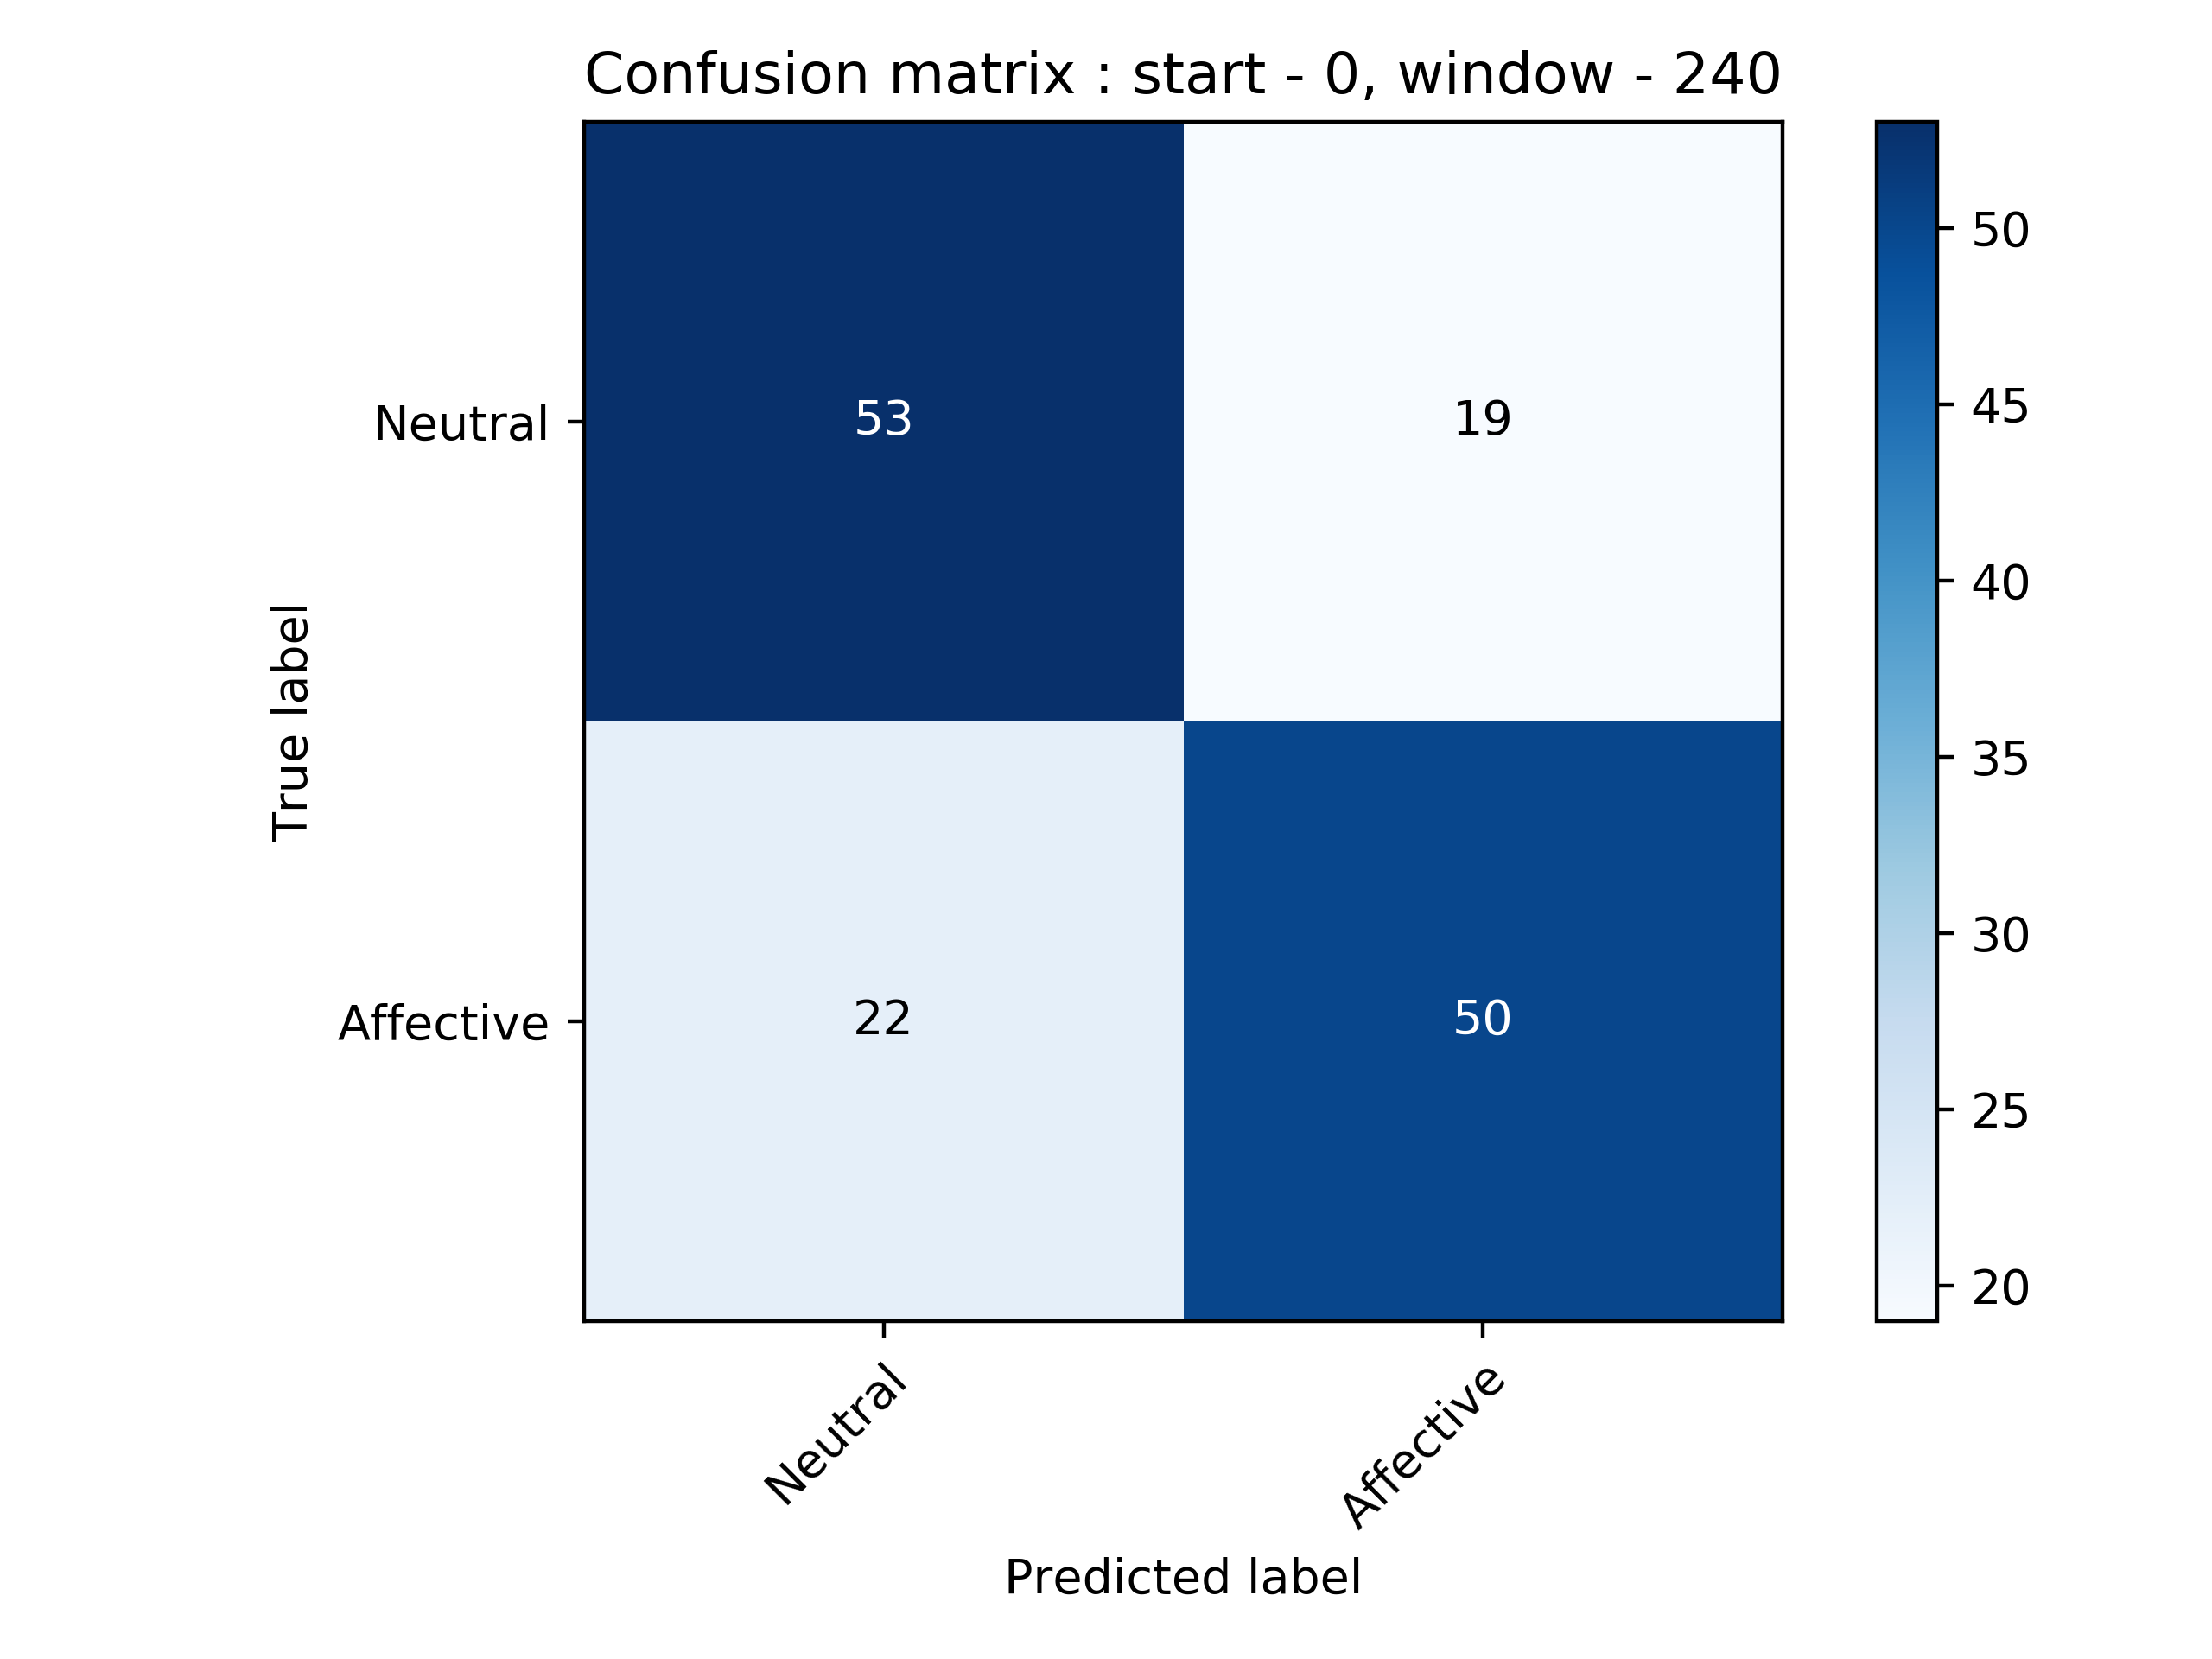 Confusion matrix : start - 0, window - 240
True label
Neutral
53
19
Affective
22
50
Neutral
Affective
Predicted label
50
45
40
35
30
25
20